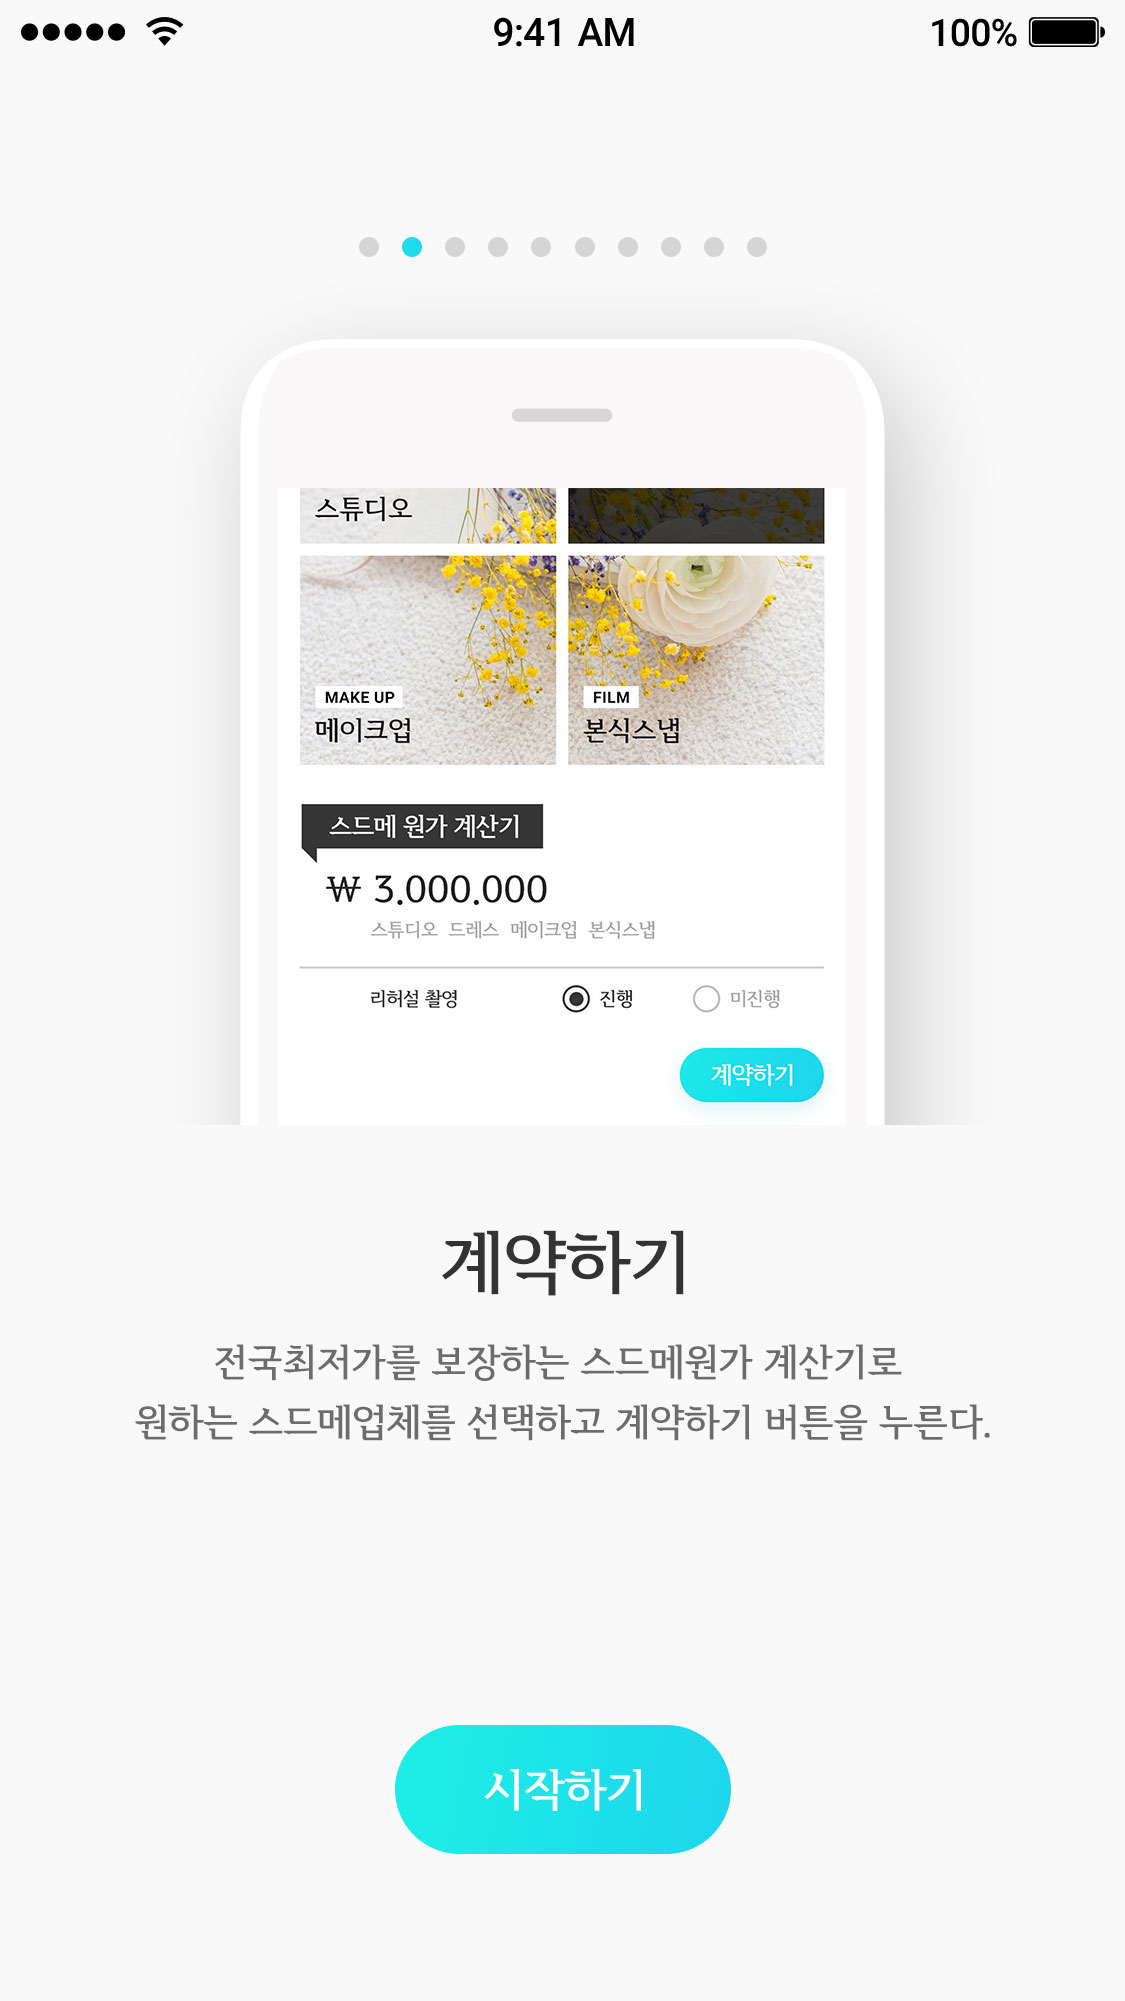 9:41 AM
100%
스튜디오
MAKE UP
메이크업
FILM
본식스냅
스드메 원가 계산기
₩ 3.000.000
스튜디오 드레스 메이크업 본식스냅
리허설 촬영 진행 미진행
계약하기
계약하기
전국최저가를 보장하는 스드메원가 계산기로
원하는 스드메업체를 선택하고 계약하기 버튼을 누른다.
시작하기